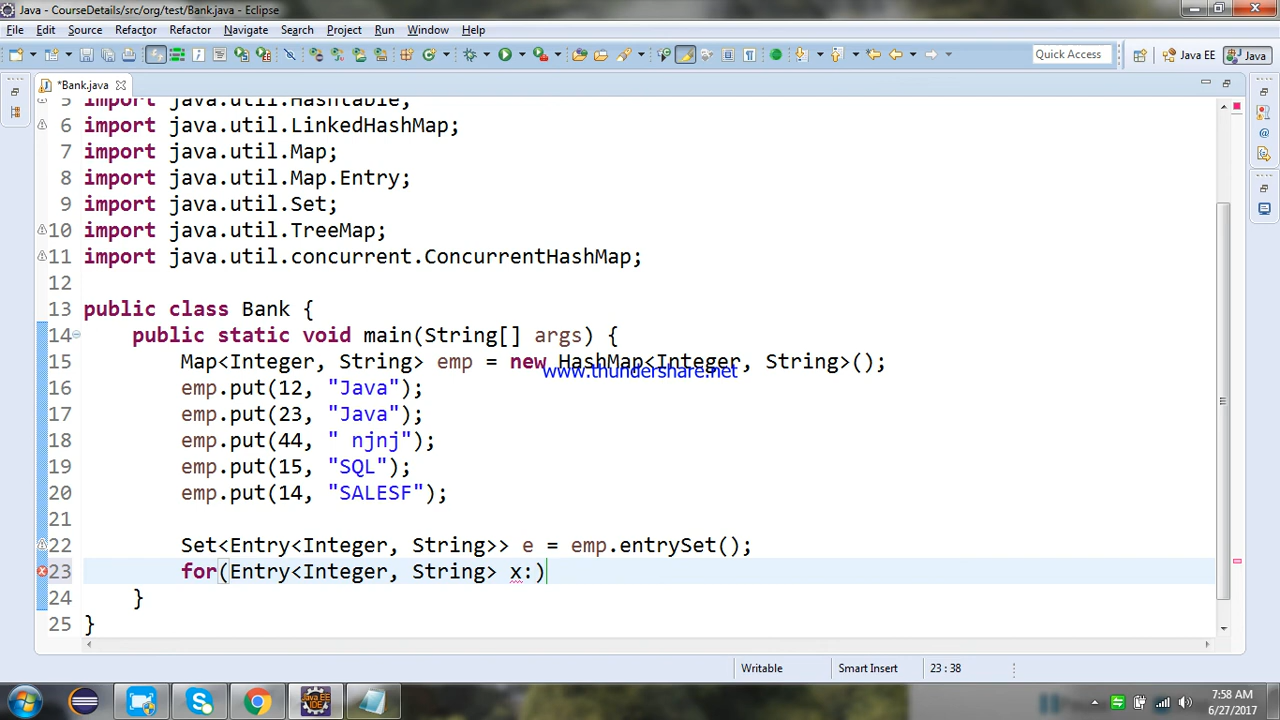 Java - CourseDetails/src/org/test/Bank.java - Eclipse
File Edit Source Refactor Refactor Navigate Search Project Run Window Help
Quick Access Java EE Java
*Bank.java
5 import java.util.Hashtable;
6 import java.util.LinkedHashMap;
7 import java.util.Map;
8 import java.util.Map.Entry;
9 import java.util.Set;
10 import java.util.TreeMap;
11 import java.util.concurrent.ConcurrentHashMap;
12
13 public class Bank {
14 public static void main(String[] args) {
15 Map<Integer, String> emp = new HashMap<Integer, String>();
www.thundershare.net
16 emp.put(12, "Java");
17 emp.put(23, "Java");
18 emp.put(44, " njnj");
19 emp.put(15, "SQL");
20 emp.put(14, "SALESF");
21
22 Set<Entry<Integer, String>> e = emp.entrySet();
23 for(Entry<Integer, String> x:)
24 }
25 }
Writable Smart Insert 23 : 38
7:58 AM
6/27/2017